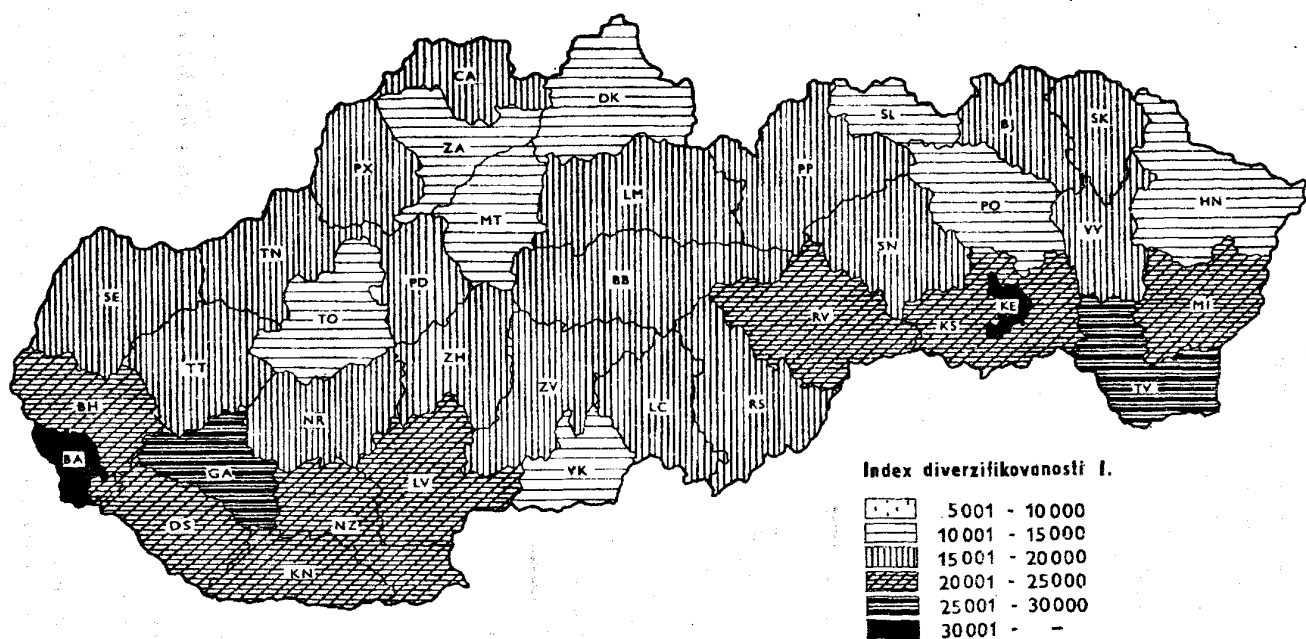 CA
DK
SL
BJ
SK
ZA
PX
LM
PP
HN
MT
PO
VV
TN
SN
SE
PD
BB
TO
RV
KE
KS
MI
TT
ZH
ZV
TV
BH
NR
LC
RS
BA
GA
LV
VK
DS
NZ
KN
Index diverzifikovanosti I.
5001 - 10 000
10 001 - 15 000
15 001 - 20 000
20 001 - 25 000
25 001 - 30 000
30 001 - -